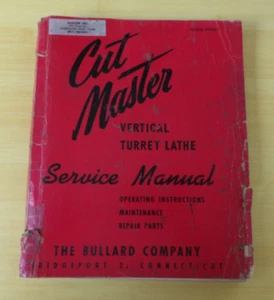 Cut
Master
VERTICAL
TURRET LATHE
Service Manual
OPERATING INSTRUCTIONS
MAINTENANCE
REPAIR PARTS
THE BULLARD COMPANY
BRIDGEPORT 2, CONNECTICUT